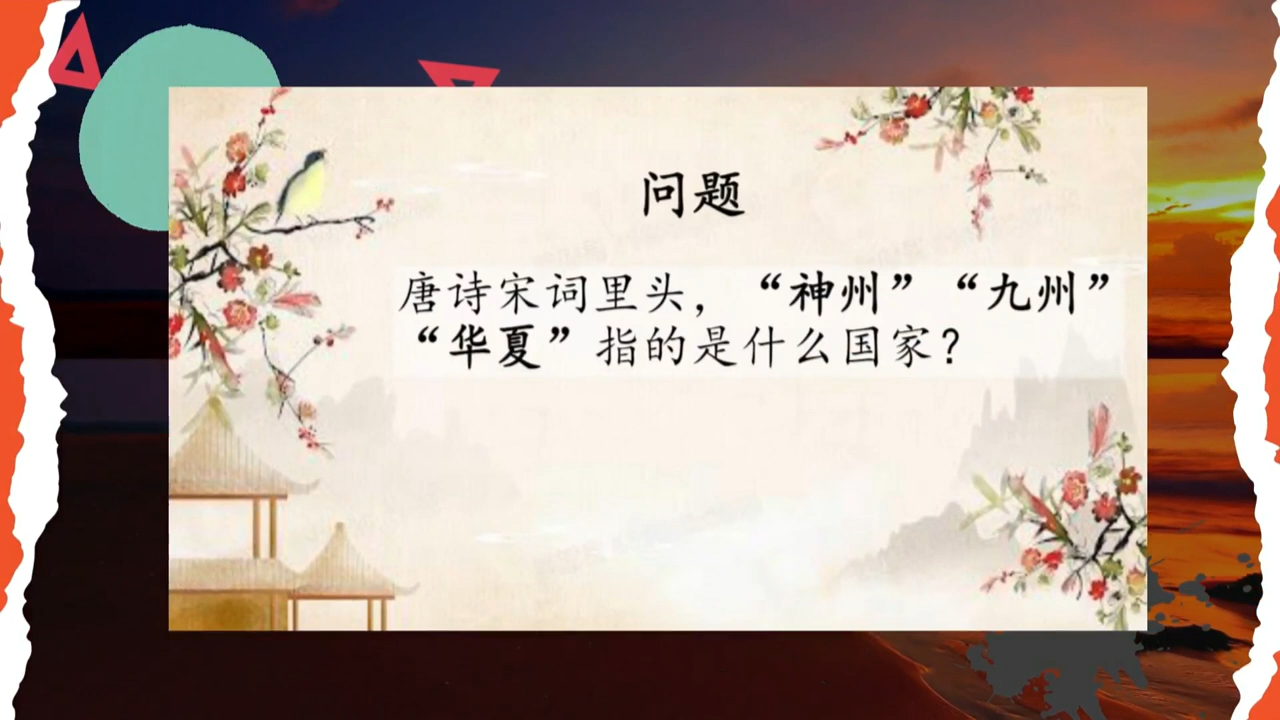 问题
唐诗宋词里头，“神州”“九州”
“华夏”指的是什么国家？